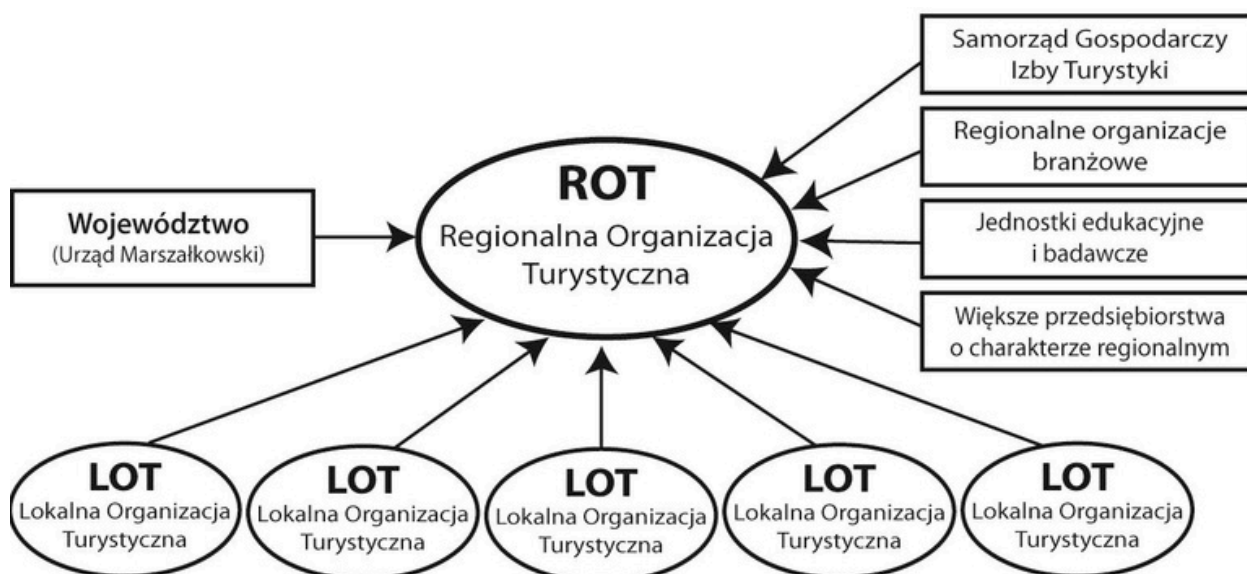 Samorząd Gospodarczy
Izby Turystyki
Regionalne organizacje
branżowe
ROT
Regionalna Organizacja
Turystyczna
Województwo
(Urząd Marszałkowski)
Jednostki edukacyjne
i badawcze
Większe przedsiębiorstwa
o charakterze regionalnym
LOT
Lokalna Organizacja
Turystyczna
LOT
Lokalna Organizacja
Turystyczna
LOT
Lokalna Organizacja
Turystyczna
LOT
Lokalna Organizacja
Turystyczna
LOT
Lokalna Organizacja
Turystyczna